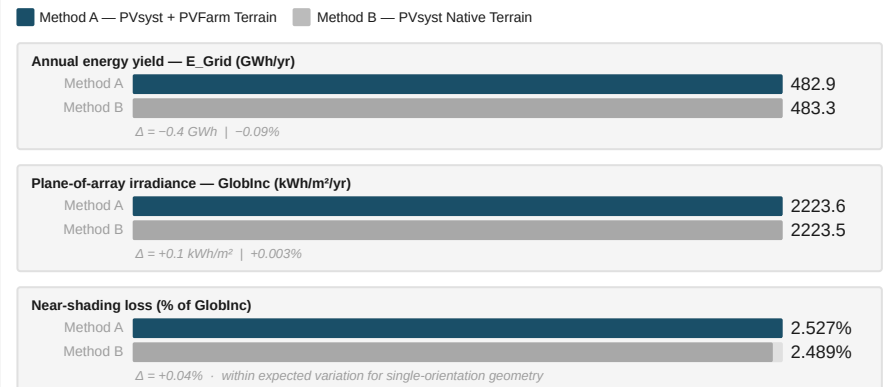 Method A — PVsyst + PVFarm Terrain Method B — PVsyst Native Terrain
Annual energy yield — E_Grid (GWh/yr)
Method A 482.9
Method B 483.3
Δ = −0.4 GWh | −0.09%
Plane-of-array irradiance — GlobInc (kWh/m²/yr)
Method A 2223.6
Method B 2223.5
Δ = +0.1 kWh/m² | +0.003%
Near-shading loss (% of GlobInc)
Method A 2.527%
Method B 2.489%
Δ = +0.04% · within expected variation for single-orientation geometry